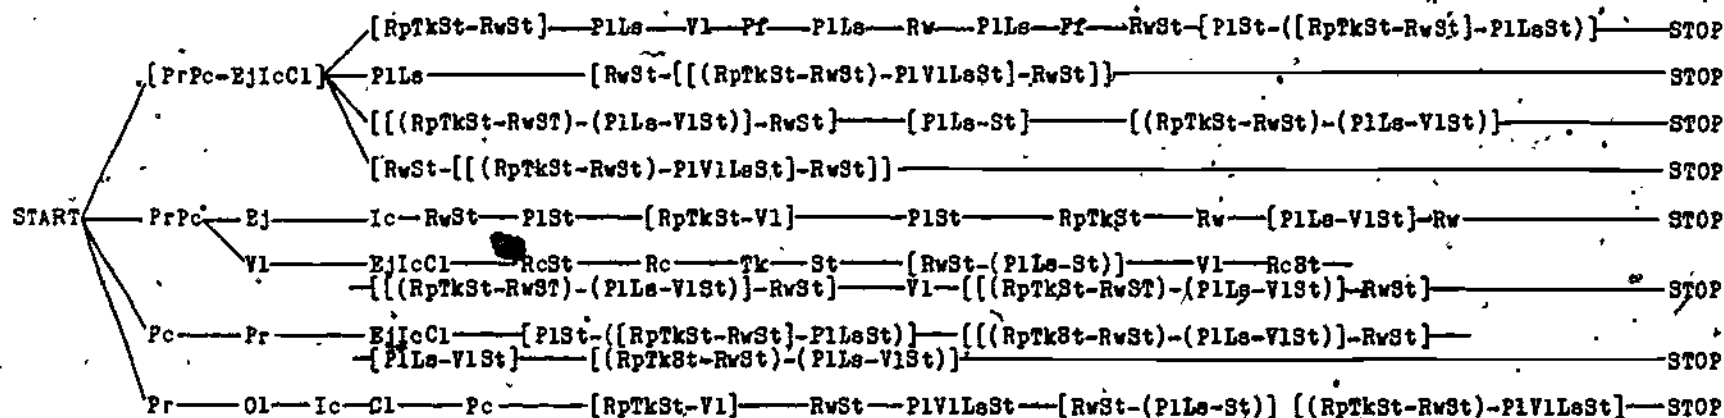 [RpTkSt-RwSt]—PlLs—Vl—Pf—PlLs—Rw—PlLs—Pf—RwSt-[PlSt-([RpTkSt-RwSt]-PlLsSt)]—STOP
[PrPc-EjIcCl] PlLs—[RwSt-[[(RpTkSt-RwSt)-PlVlLsSt]-RwSt]]—STOP
[[(RpTkSt-RwST)-(PlLs-VlSt)]-RwSt]—[PlLs-St]—[(RpTkSt-RwSt)-(PlLs-VlSt)]—STOP
[RwSt-[[(RpTkSt-RwSt)-PlVlLsSt]-RwSt]]—STOP
START—PrPc—Ej—Ic—RwSt—PlSt—[RpTkSt-Vl]—PlSt—RpTkSt—Rw—[PlLs-VlSt]-Rw—STOP
Vl—EjIcCl—RcSt—Rc—Tk—St—[RwSt-(PlLs-St)]—Vl—RcSt—
—[[(RpTkSt-RwST)-(PlLs-VlSt)]-RwSt]—Vl—[[(RpTkSt-RwST)-(PlLs-VlSt)]-RwSt]—STOP
Pc—Pr—EjIcCl—[PlSt-([RpTkSt-RwSt]-PlLsSt)]—[[(RpTkSt-RwSt)-(PlLs-VlSt)]-RwSt]—
—[PlLs-VlSt]—[(RpTkSt-RwSt)-(PlLs-VlSt)]—STOP
Pr—Ol—Ic—Cl—Pc—[RpTkSt-Vl]—RwSt—PlVlLsSt—[RwSt-(PlLs-St)] [(RpTkSt-RwSt)-PlVlLsSt]—STOP